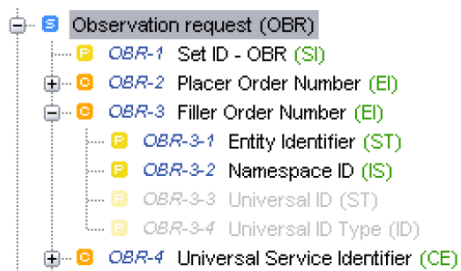 S Observation request (OBR)
P OBR-1 Set ID - OBR (SI)
C OBR-2 Placer Order Number (EI)
C OBR-3 Filler Order Number (EI)
P OBR-3-1 Entity Identifier (ST)
P OBR-3-2 Namespace ID (IS)
P OBR-3-3 Universal ID (ST)
P OBR-3-4 Universal ID Type (ID)
C OBR-4 Universal Service Identifier (CE)